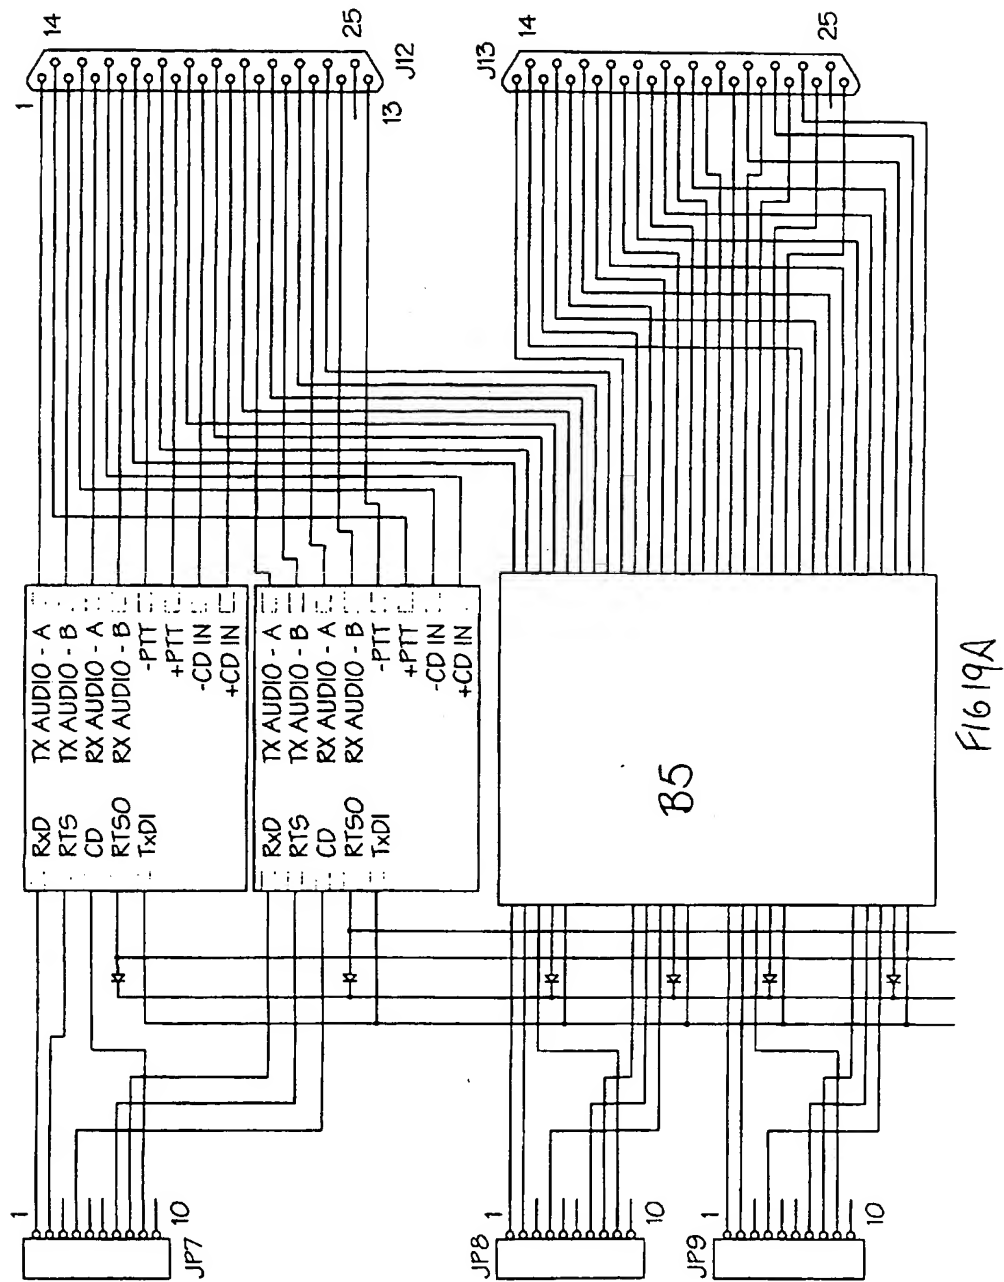 14
25
1
13
J12
J13
14
25
RxD TX AUDIO - A
RTS TX AUDIO - B
CD RX AUDIO - A
RTSO RX AUDIO - B
TxDI -PTT
+PTT
-CD IN
+CD IN
RxD TX AUDIO - A
RTS TX AUDIO - B
CD RX AUDIO - A
RTSO RX AUDIO - B
TxDI -PTT
+PTT
-CD IN
+CD IN
B5
1
10
JP7
1
10
JP8
1
10
JP9
FIG 19A